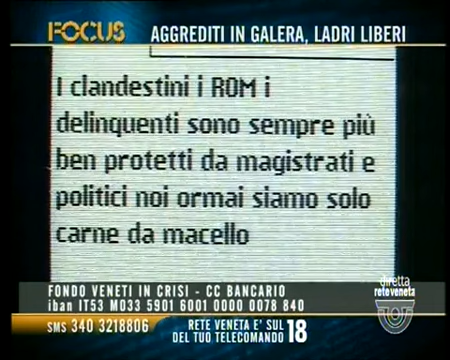 FOCUS
AGGREDITI IN GALERA, LADRI LIBERI
I clandestini i ROM i
delinquenti sono sempre più
ben protetti da magistrati e
politici noi ormai siamo solo
carne da macello
diretta
reteveneta
FONDO VENETI IN CRISI - CC BANCARIO
iban IT53 M033 5901 6001 0000 0078 840
SMS 340 3218806
RETE VENETA E' SUL
DEL TUO TELECOMANDO 18